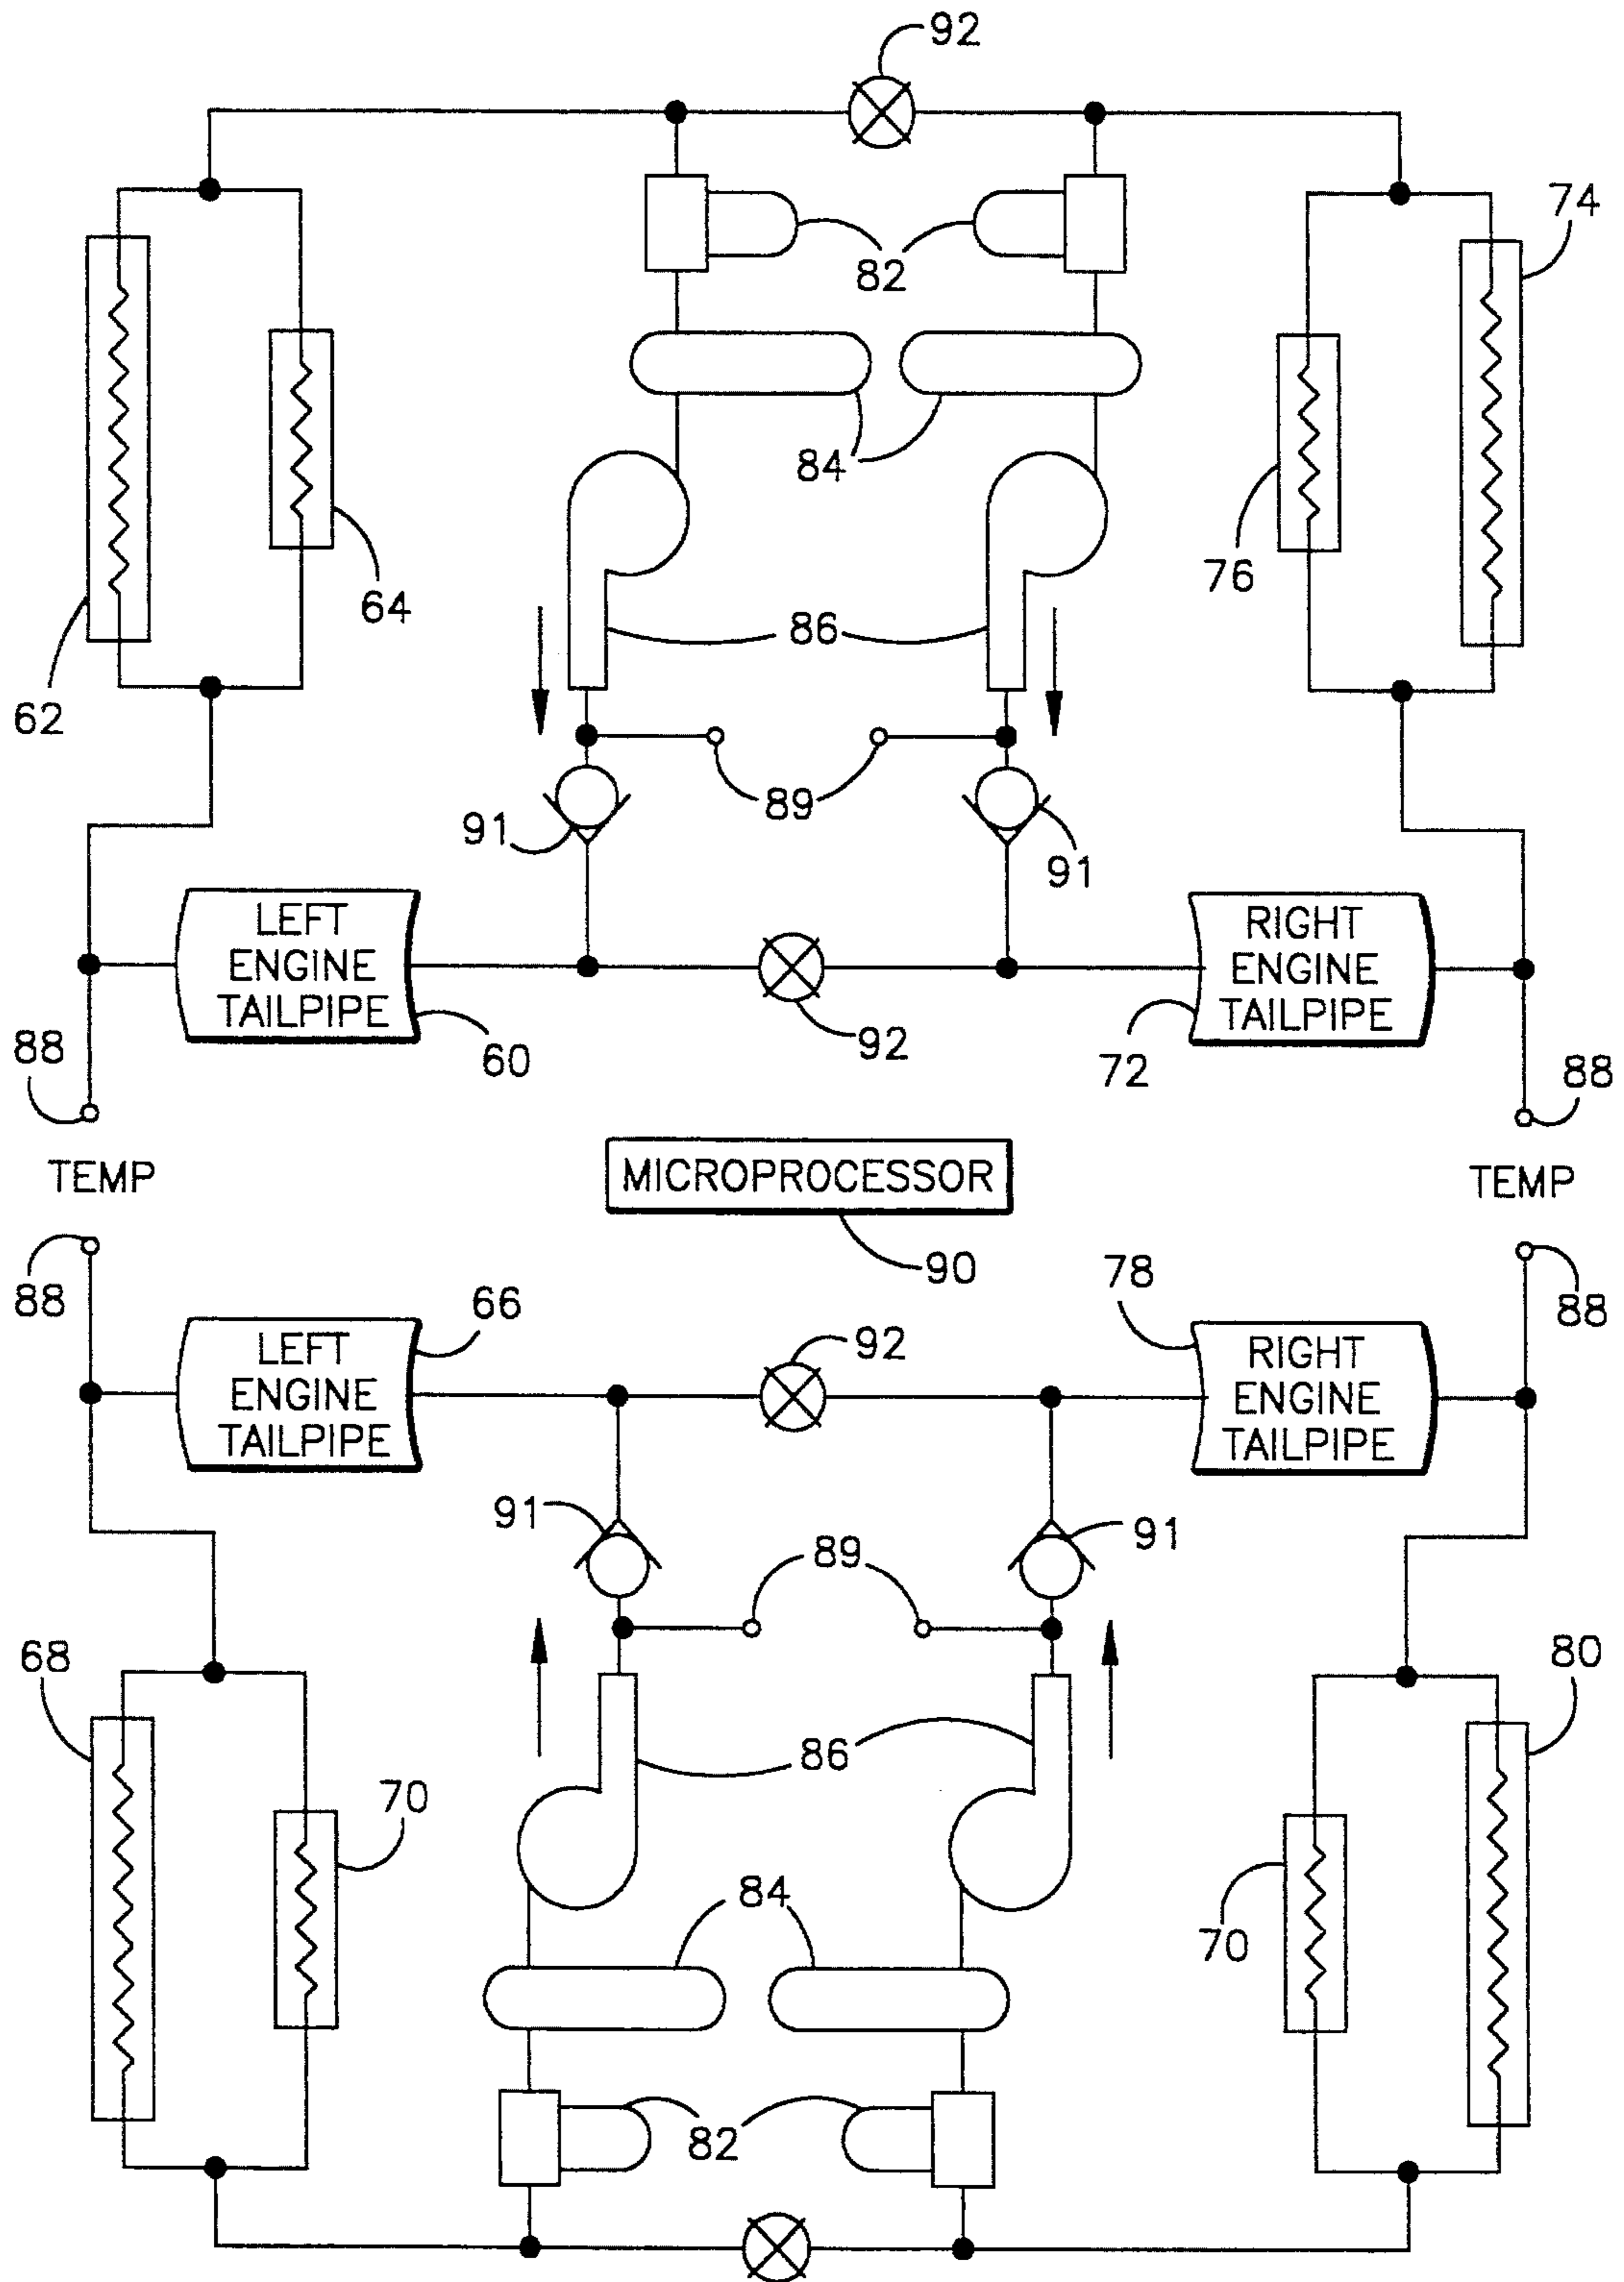 92
74
82
84
76
64
86
62
89
91
91
LEFT
ENGINE
TAILPIPE
RIGHT
ENGINE
TAILPIPE
88
60
92
72
88
TEMP
MICROPROCESSOR
TEMP
88
90
78
88
66
92
LEFT
ENGINE
TAILPIPE
RIGHT
ENGINE
TAILPIPE
91
89
91
68
80
86
70
84
70
82